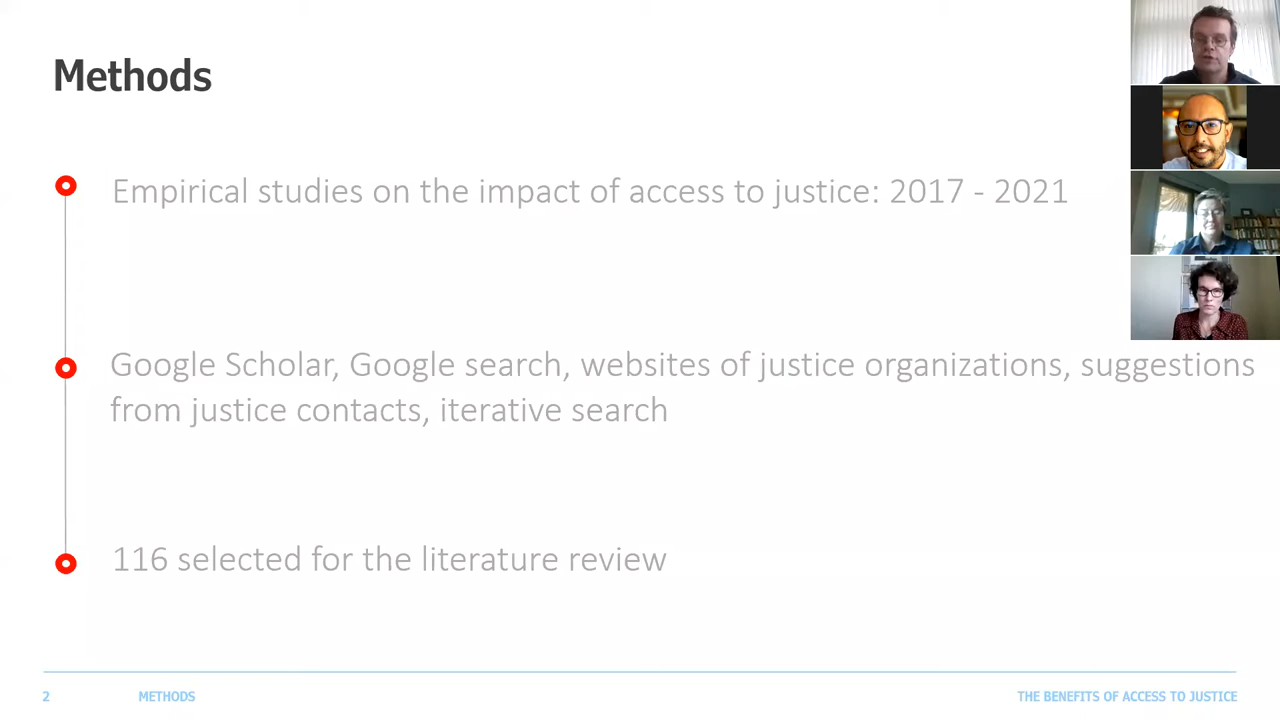 Methods
Empirical studies on the impact of access to justice: 2017 - 2021
Google Scholar, Google search, websites of justice organizations, suggestions
from justice contacts, iterative search
116 selected for the literature review
2 METHODS THE BENEFITS OF ACCESS TO JUSTICE